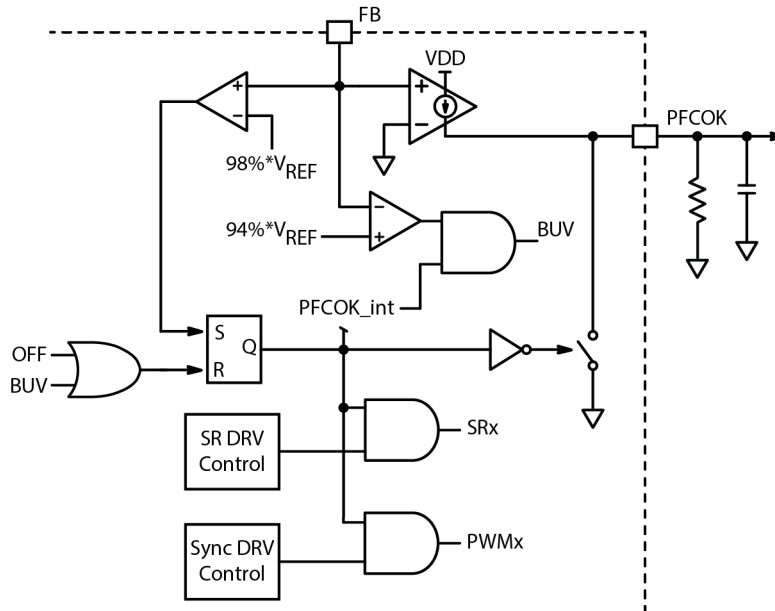 FB
VDD
+
-
+
-
PFCOK
98%*VREF
94%*VREF
-
+
BUV
PFCOK_int
OFF
BUV
S
R
Q
SR DRV
Control
SRx
Sync DRV
Control
PWMx